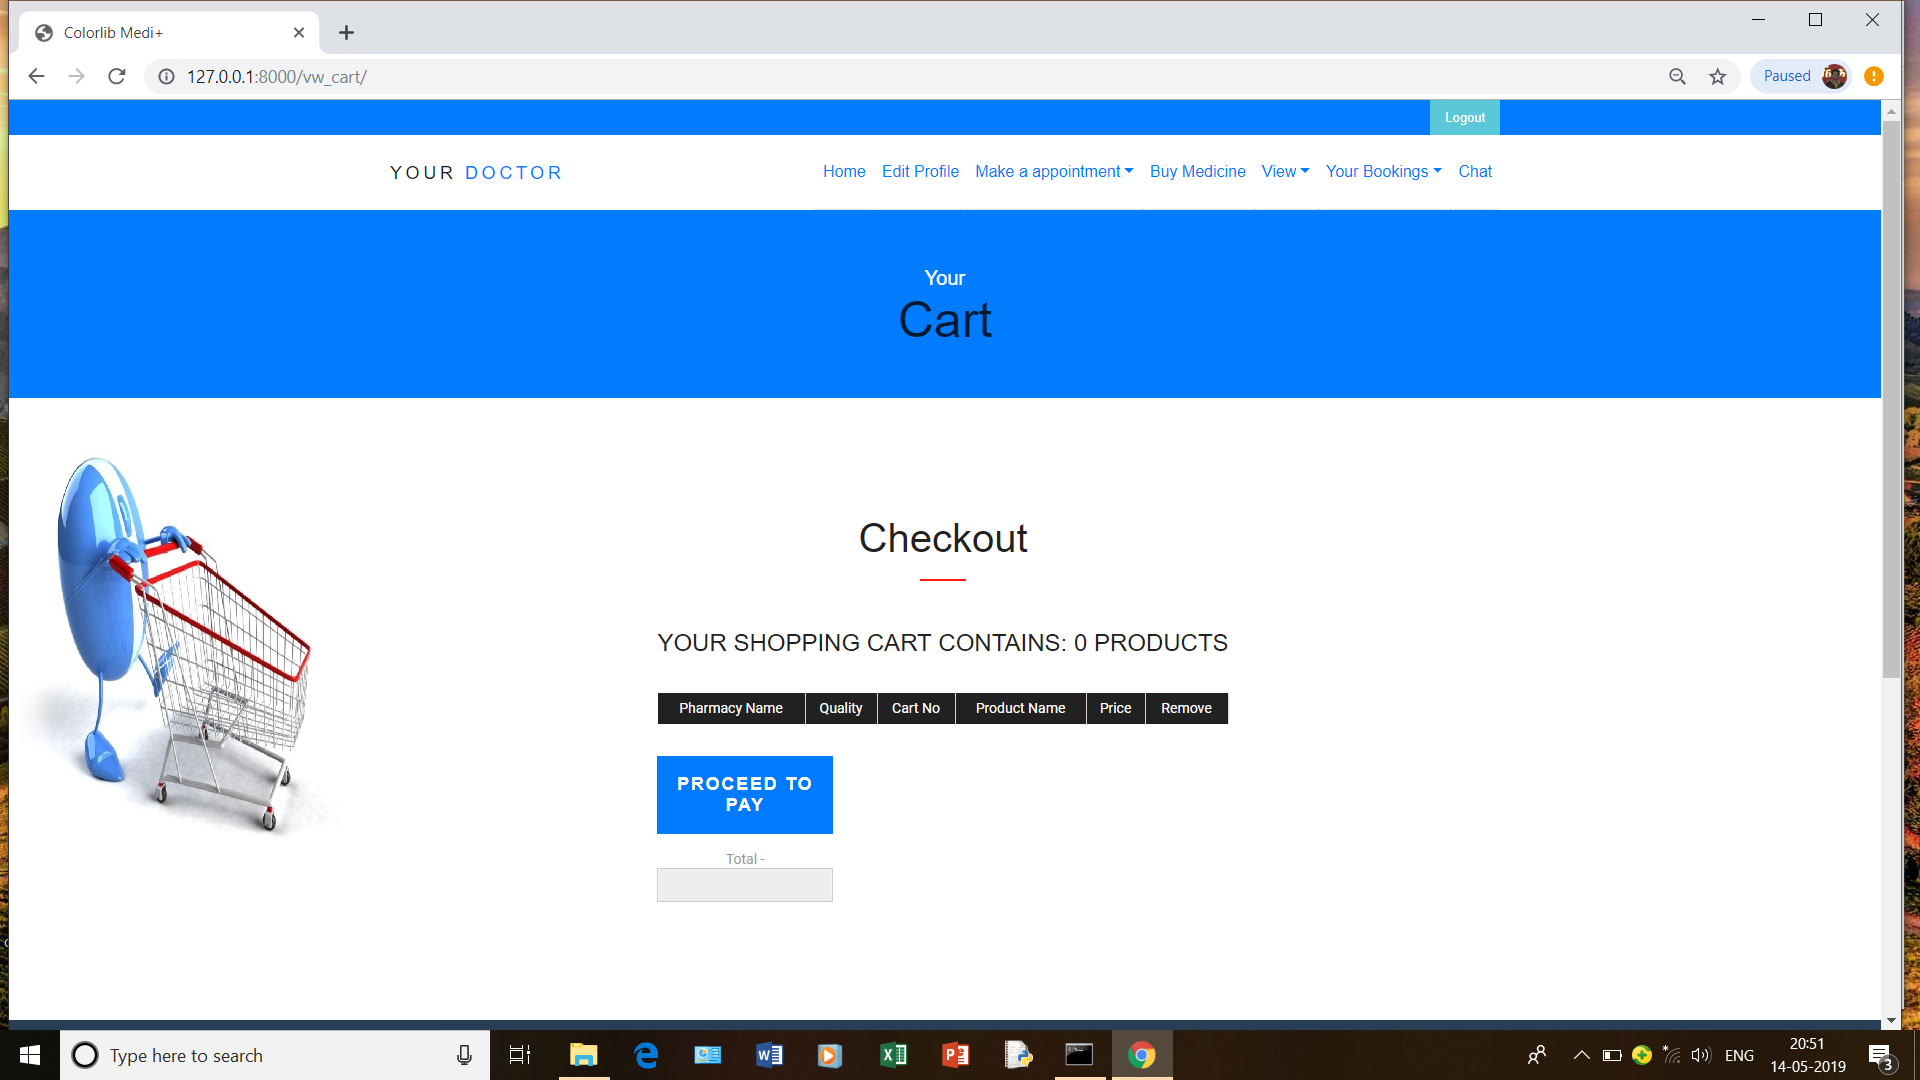 Colorlib Medi+
127.0.0.1:8000/vw_cart/
Paused
Logout
YOUR DOCTOR
Home Edit Profile Make a appointment Buy Medicine View Your Bookings Chat
Your
Cart
Checkout
YOUR SHOPPING CART CONTAINS: 0 PRODUCTS
Pharmacy Name Quality Cart No Product Name Price Remove
PROCEED TO
PAY
Total -
Type here to search
ENG
20:51
14-05-2019
3